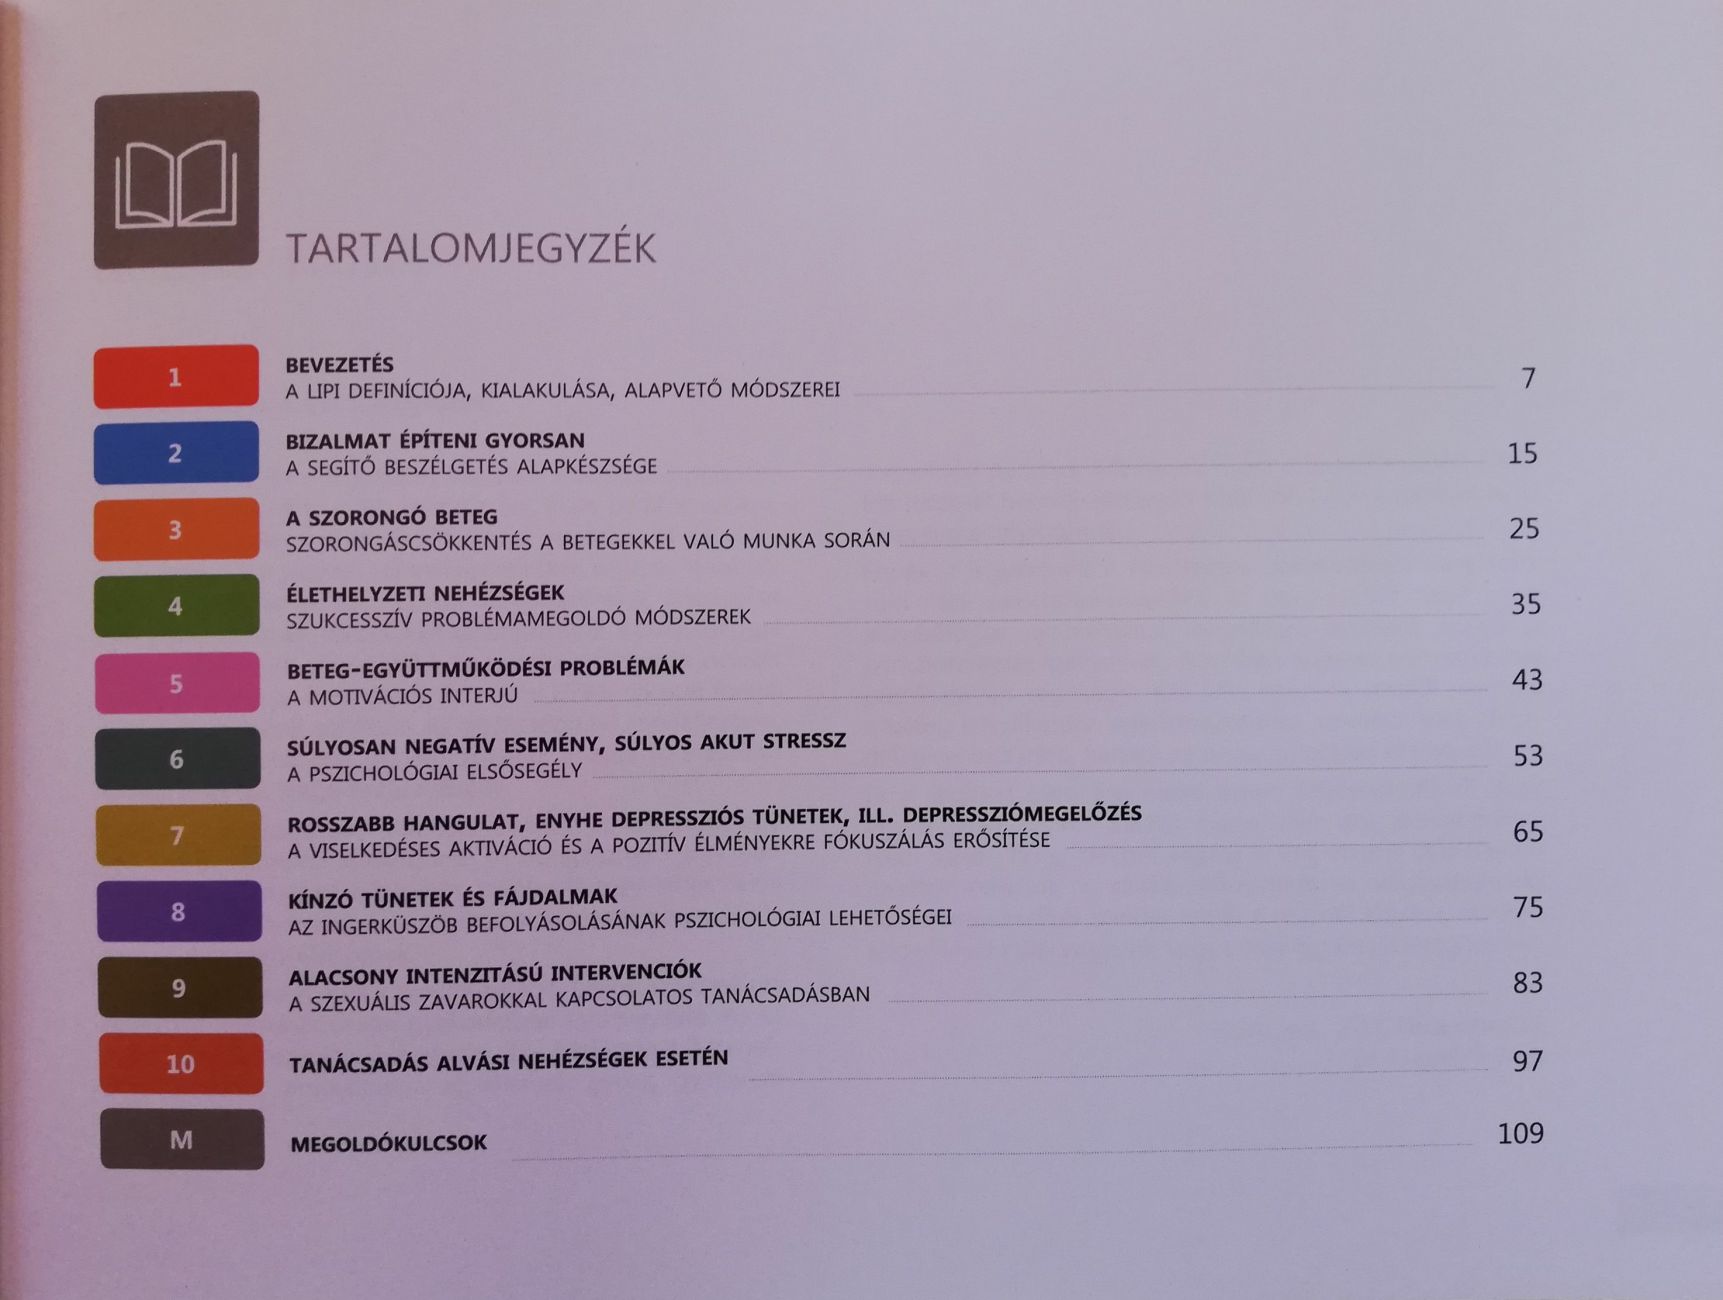 TARTALOMJEGYZÉK
1
BEVEZETÉS
A LIPI DEFINÍCIÓJA, KIALAKULÁSA, ALAPVETŐ MÓDSZEREI 7
2
BIZALMAT ÉPÍTENI GYORSAN
A SEGÍTŐ BESZÉLGETÉS ALAPKÉSZSÉGE 15
3
A SZORONGÓ BETEG
SZORONGÁSCSÖKKENTÉS A BETEGEKKEL VALÓ MUNKA SORÁN 25
4
ÉLETHELYZETI NEHÉZSÉGEK
SZUKCESSZÍV PROBLÉMAMEGOLDÓ MÓDSZEREK 35
5
BETEG-EGYÜTTMŰKÖDÉSI PROBLÉMÁK
A MOTIVÁCIÓS INTERJÚ 43
6
SÚLYOSAN NEGATÍV ESEMÉNY, SÚLYOS AKUT STRESSZ
A PSZICHOLÓGIAI ELSŐSEGÉLY 53
7
ROSSZABB HANGULAT, ENYHE DEPRESSZIÓS TÜNETEK, ILL. DEPRESSZIÓMEGELŐZÉS
A VISELKEDÉSES AKTIVÁCIÓ ÉS A POZITÍV ÉLMÉNYEKRE FÓKUSZÁLÁS ERŐSÍTÉSE 65
8
KÍNZÓ TÜNETEK ÉS FÁJDALMAK
AZ INGERKÜSZÖB BEFOLYÁSOLÁSÁNAK PSZICHOLÓGIAI LEHETŐSÉGEI 75
9
ALACSONY INTENZITÁSÚ INTERVENCIÓK
A SZEXUÁLIS ZAVAROKKAL KAPCSOLATOS TANÁCSADÁSBAN 83
10
TANÁCSADÁS ALVÁSI NEHÉZSÉGEK ESETÉN 97
M
MEGOLDÓKULCSOK 109